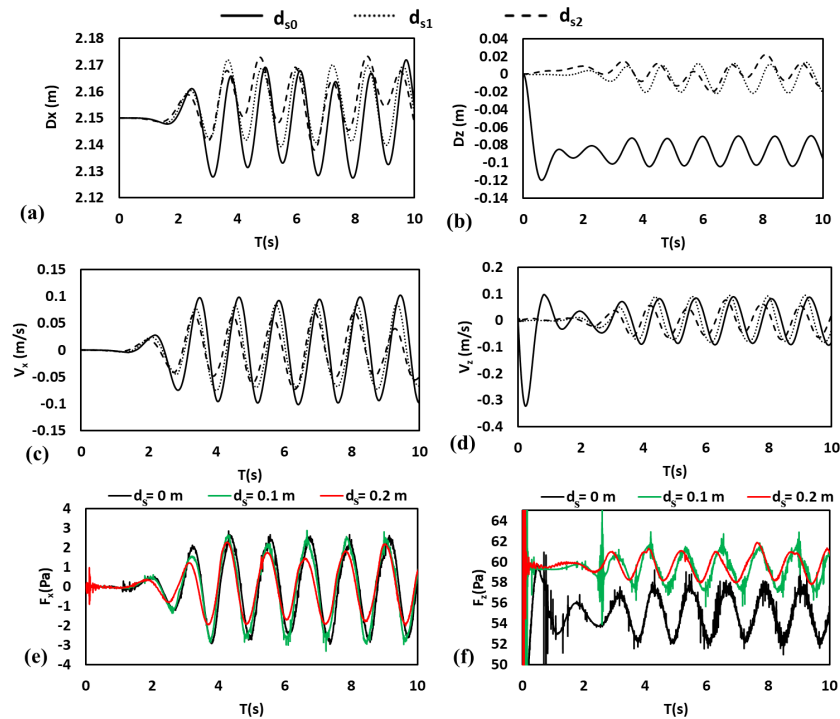 d_s0 d_s1 d_s2
2.18
2.17
2.16
2.15
2.14
2.13
2.12
Dx (m)
0 2 4 6 8 10
T(s)
(a)
0.04
0.02
0
-0.02
-0.04
-0.06
-0.08
-0.1
-0.14
Dz (m)
0 2 4 6 8 10
T(s)
(b)
0.15
0.1
0.05
0
-0.05
-0.1
-0.15
V_x (m/s)
0 2 4 6 8 10
T(s)
(c)
0.2
0.1
0
-0.1
-0.2
-0.3
-0.4
V_z (m/s)
0 2 4 6 8 10
T(s)
(d)
d_s= 0 m d_s= 0.1 m d_s= 0.2 m
4
3
2
1
0
-1
-2
-3
-4
F_x(Pa)
0 2 4 6 8 10
T(s)
(e)
d_s= 0 m d_s= 0.1 m d_s= 0.2 m
64
62
60
58
56
54
52
50
F_z(Pa)
0 2 4 6 8 10
T(s)
(f)